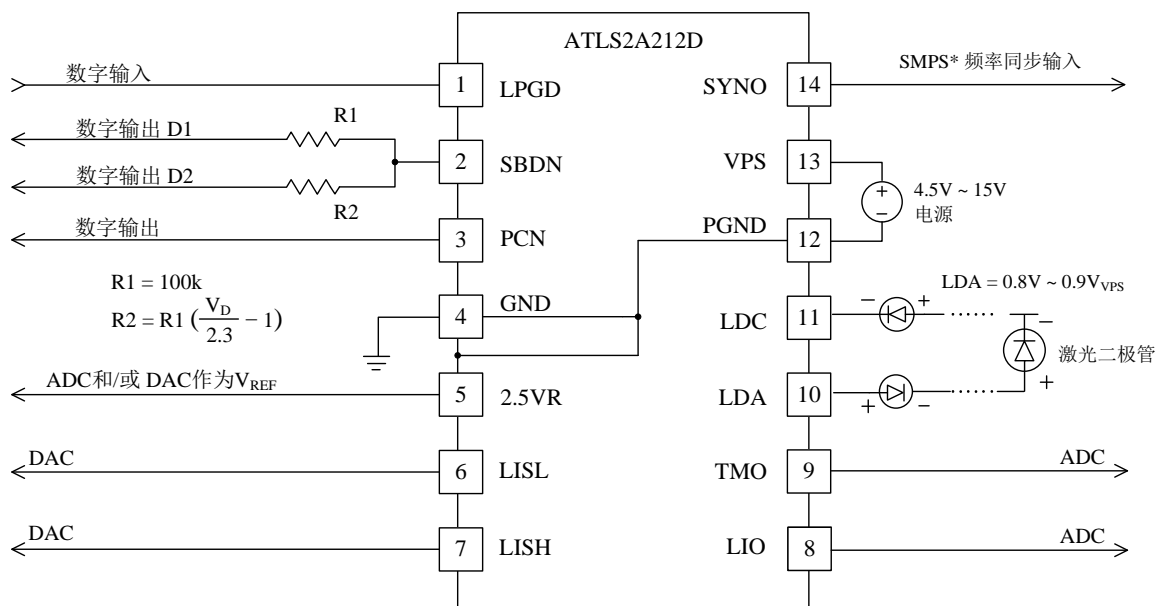 ATLS2A212D
数字输入
1
LPGD
数字输出 D1
R1
数字输出 D2
R2
2
SBDN
数字输出
3
PCN
R1 = 100k
R2 = R1 (V_D/2.3 − 1)
4
GND
ADC和/或 DAC作为V_REF
5
2.5VR
DAC
6
LISL
DAC
7
LISH
SYNO
14
SMPS* 频率同步输入
VPS
13
+
−
4.5V ~ 15V
电源
PGND
12
LDA = 0.8V ~ 0.9V_VPS
LDC
11
− +
−
激光二极管
+
LDA
10
+ −
TMO
9
ADC
LIO
8
ADC